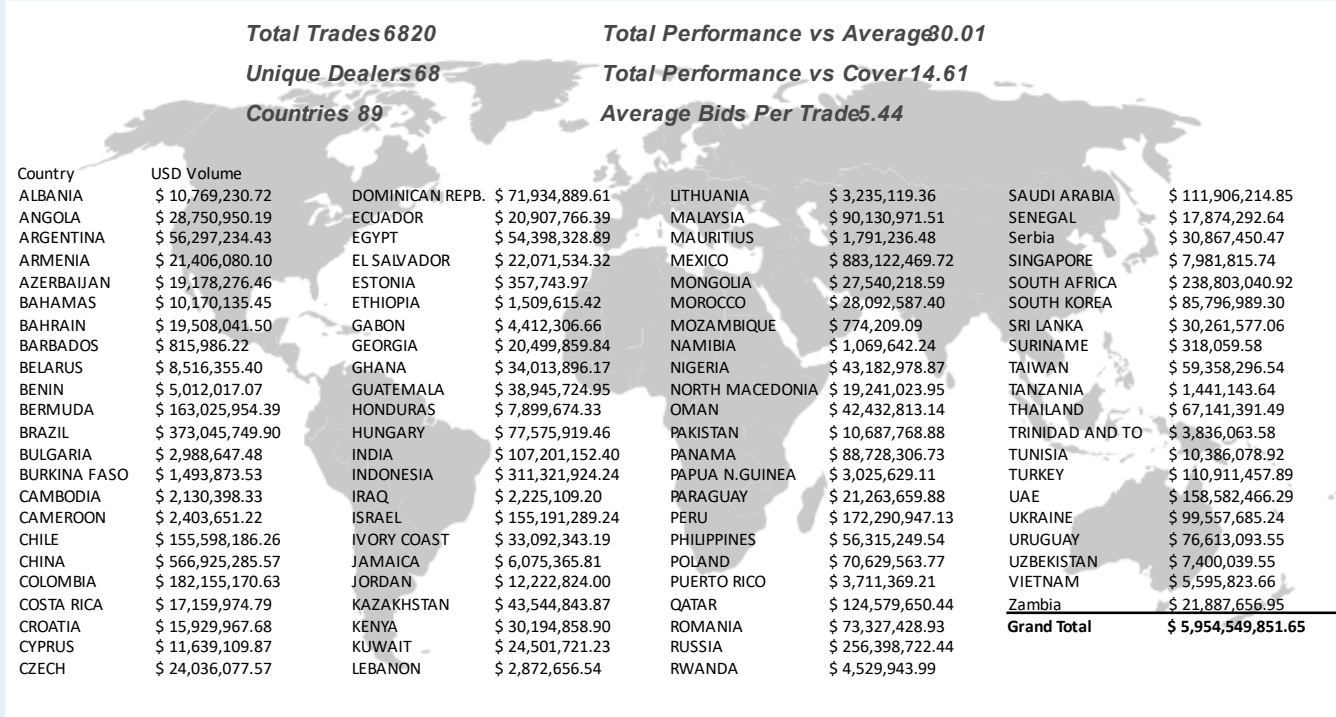 Total Trades 6820
Total Performance vs Average 30.01
Unique Dealers 68
Total Performance vs Cover 14.61
Countries 89
Average Bids Per Trade 5.44
Country USD Volume
ALBANIA $ 10,769,230.72
ANGOLA $ 28,750,950.19
ARGENTINA $ 56,297,234.43
ARMENIA $ 21,406,080.10
AZERBAIJAN $ 19,178,276.46
BAHAMAS $ 10,170,135.45
BAHRAIN $ 19,508,041.50
BARBADOS $ 815,986.22
BELARUS $ 8,516,355.40
BENIN $ 5,012,017.07
BERMUDA $ 163,025,954.39
BRAZIL $ 373,045,749.90
BULGARIA $ 2,988,647.48
BURKINA FASO $ 1,493,873.53
CAMBODIA $ 2,130,398.33
CAMEROON $ 2,403,651.22
CHILE $ 155,598,186.26
CHINA $ 566,925,285.57
COLOMBIA $ 182,155,170.63
COSTA RICA $ 17,159,974.79
CROATIA $ 15,929,967.68
CYPRUS $ 11,639,109.87
CZECH $ 24,036,077.57
DOMINICAN REPB. $ 71,934,889.61
ECUADOR $ 20,907,766.39
EGYPT $ 54,398,328.89
EL SALVADOR $ 22,071,534.32
ESTONIA $ 357,743.97
ETHIOPIA $ 1,509,615.42
GABON $ 4,412,306.66
GEORGIA $ 20,499,859.84
GHANA $ 34,013,896.17
GUATEMALA $ 38,945,724.95
HONDURAS $ 7,899,674.33
HUNGARY $ 77,575,919.46
INDIA $ 107,201,152.40
INDONESIA $ 311,321,924.24
IRAQ $ 2,225,109.20
ISRAEL $ 155,191,289.24
IVORY COAST $ 33,092,343.19
JAMAICA $ 6,075,365.81
JORDAN $ 12,222,824.00
KAZAKHSTAN $ 43,544,843.87
KENYA $ 30,194,858.90
KUWAIT $ 24,501,721.23
LEBANON $ 2,872,656.54
LITHUANIA $ 3,235,119.36
MALAYSIA $ 90,130,971.51
MAURITIUS $ 1,791,236.48
MEXICO $ 883,122,469.72
MONGOLIA $ 27,540,218.59
MOROCCO $ 28,092,587.40
MOZAMBIQUE $ 774,209.09
NAMIBIA $ 1,069,642.24
NIGERIA $ 43,182,978.87
NORTH MACEDONIA $ 19,241,023.95
OMAN $ 42,432,813.14
PAKISTAN $ 10,687,768.88
PANAMA $ 88,728,306.73
PAPUA N.GUINEA $ 3,025,629.11
PARAGUAY $ 21,263,659.88
PERU $ 172,290,947.13
PHILIPPINES $ 56,315,249.54
POLAND $ 70,629,563.77
PUERTO RICO $ 3,711,369.21
QATAR $ 124,579,650.44
ROMANIA $ 73,327,428.93
RUSSIA $ 256,398,722.44
RWANDA $ 4,529,943.99
SAUDI ARABIA $ 111,906,214.85
SENEGAL $ 17,874,292.64
Serbia $ 30,867,450.47
SINGAPORE $ 7,981,815.74
SOUTH AFRICA $ 238,803,040.92
SOUTH KOREA $ 85,796,989.30
SRI LANKA $ 30,261,577.06
SURINAME $ 318,059.58
TAIWAN $ 59,358,296.54
TANZANIA $ 1,441,143.64
THAILAND $ 67,141,391.49
TRINIDAD AND TO $ 3,836,063.58
TUNISIA $ 10,386,078.92
TURKEY $ 110,911,457.89
UAE $ 158,582,466.29
UKRAINE $ 99,557,685.24
URUGUAY $ 76,613,093.55
UZBEKISTAN $ 7,400,039.55
VIETNAM $ 5,595,823.66
Zambia $ 21,887,656.95
Grand Total $ 5,954,549,851.65